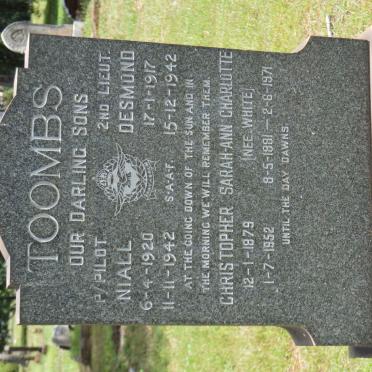 TOOMBS
OUR DARLING SONS
P/PILOT 2ND LIEUT.
NIALL DESMOND
6-4-1920 17-1-1917
11-11-1942 S·A·A·F. 15-12-1942
AT THE GOING DOWN OF THE SUN AND IN
THE MORNING WE WILL REMEMBER THEM.
CHRISTOPHER SARAH-ANN CHARLOTTE
12-1-1879 (NEE WHITE)
1-7-1952 8-5-1881 — 2-6-1971
UNTIL THE DAY DAWNS